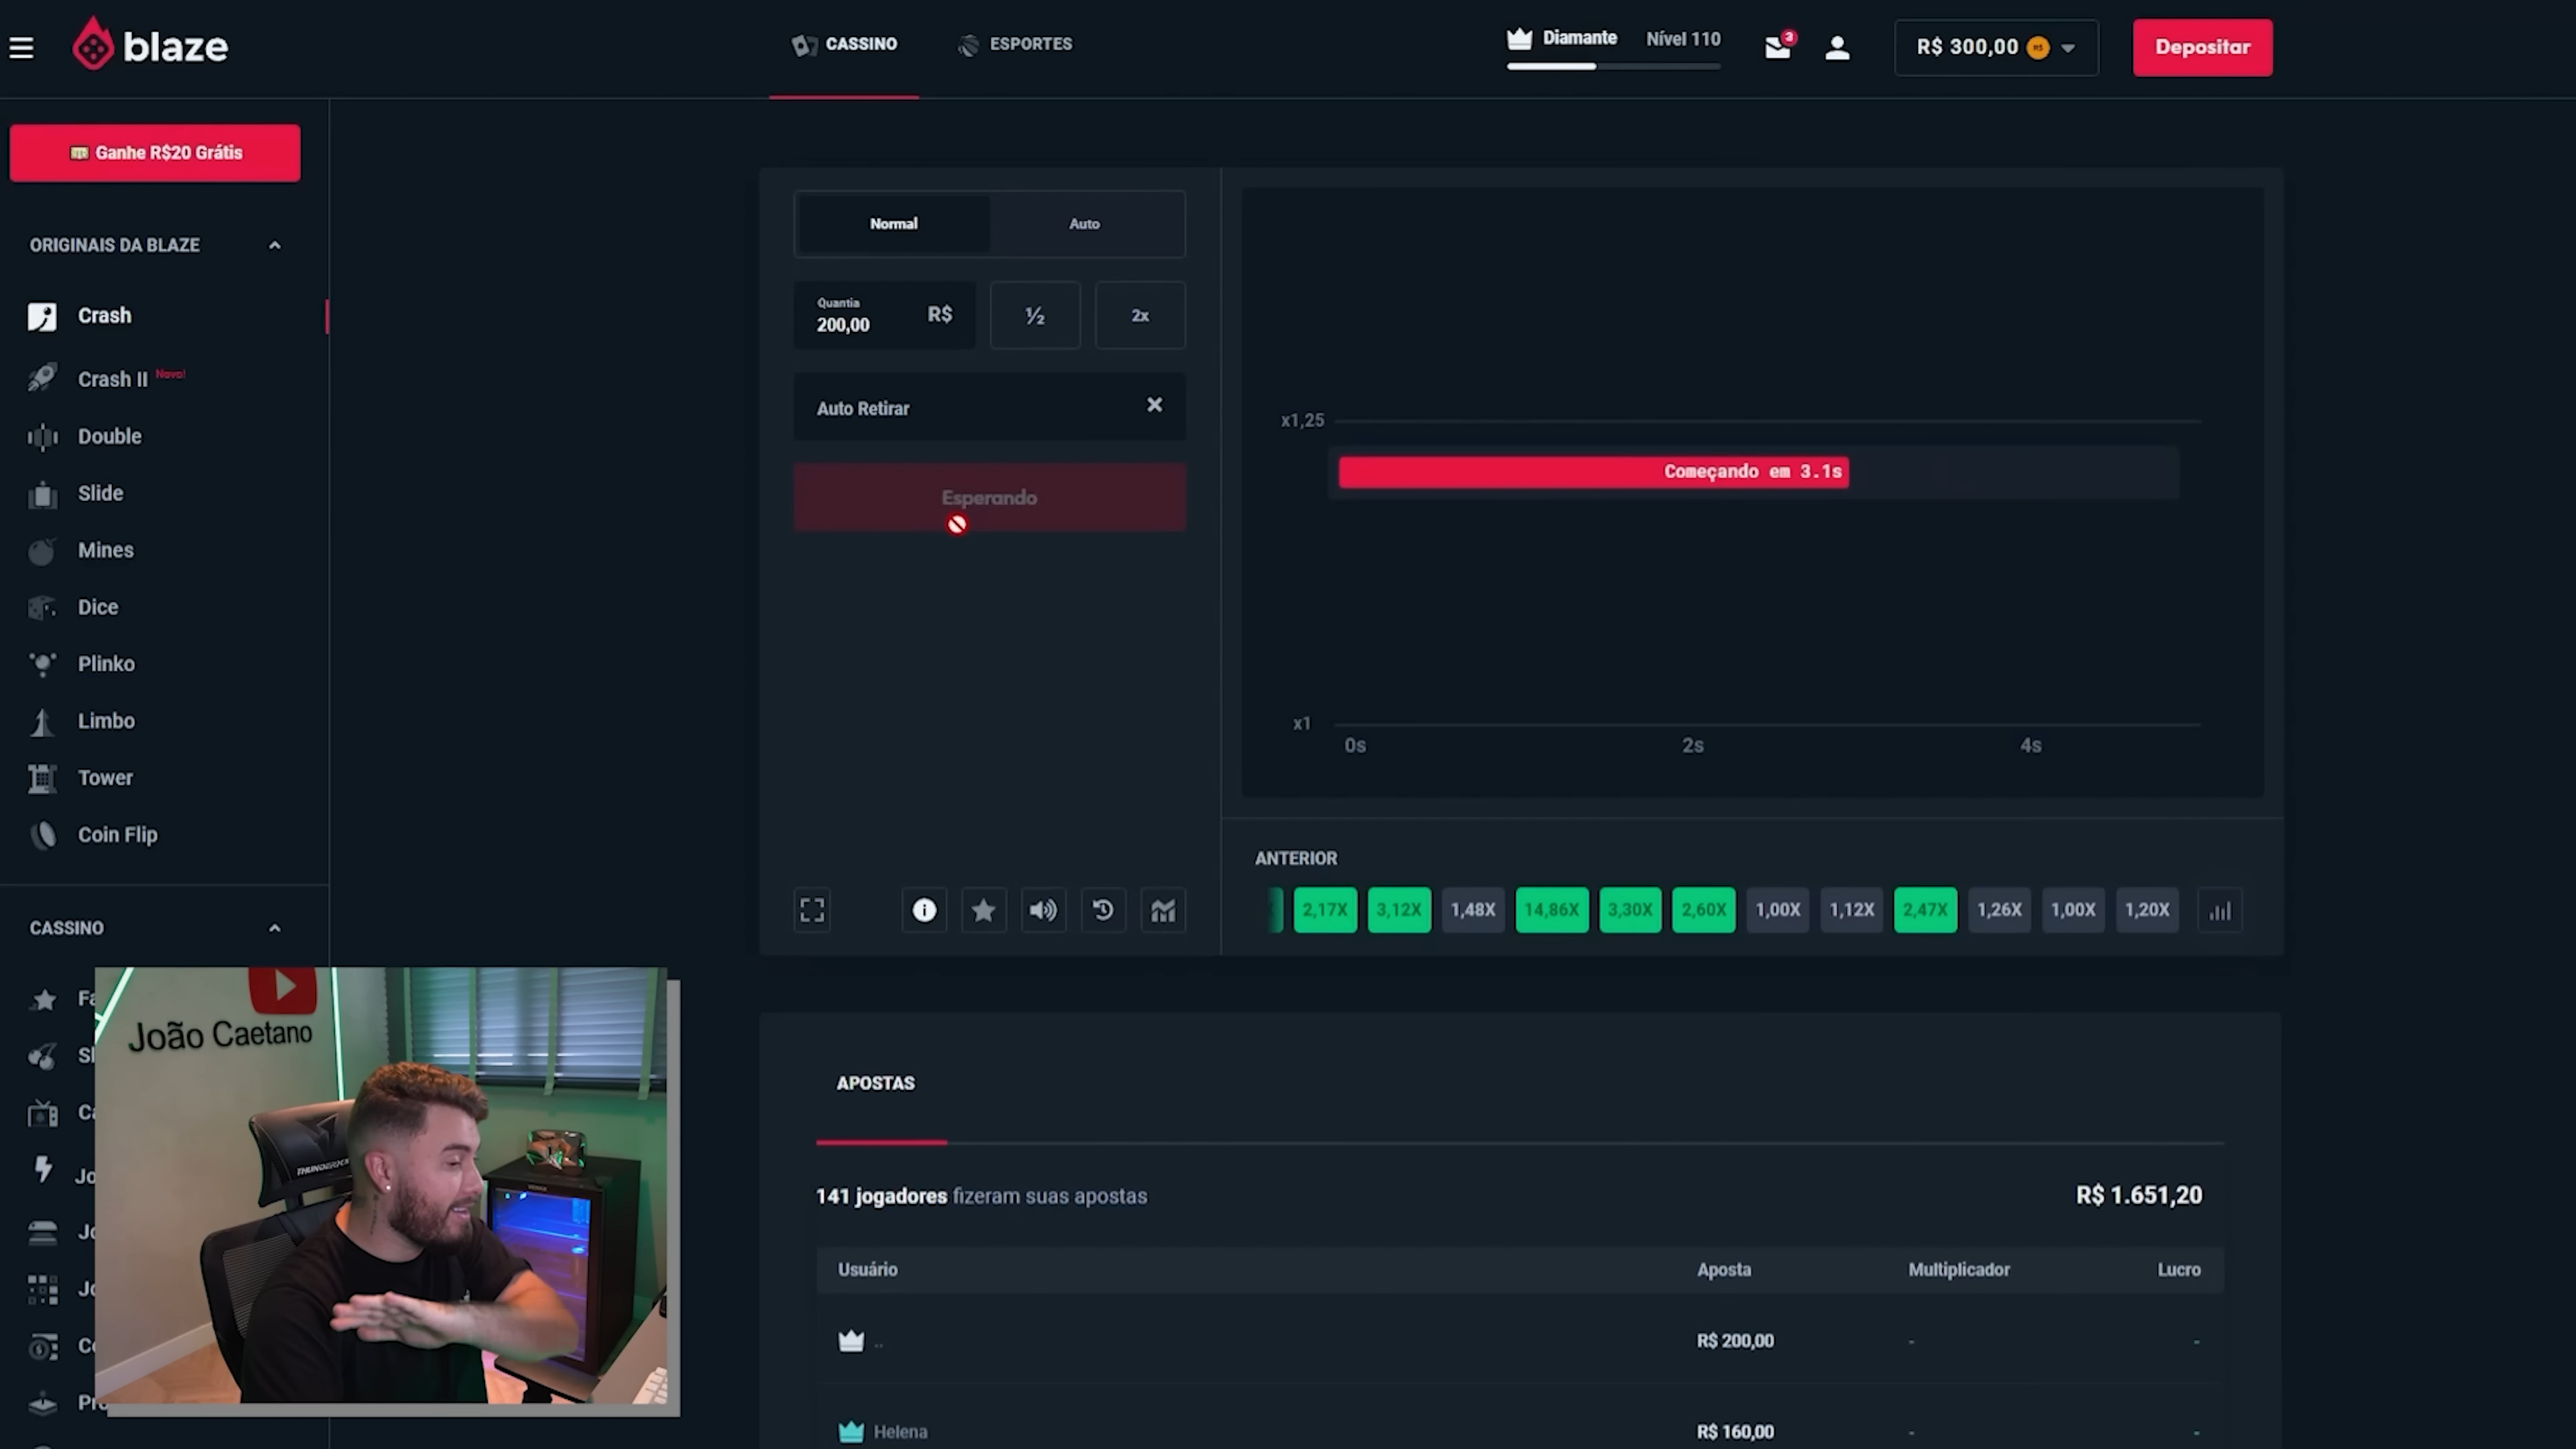 blaze
CASSINO
ESPORTES
Diamante
Nível 110
3
R$ 300,00
R$
Depositar
Ganhe R$20 Grátis
ORIGINAIS DA BLAZE
Crash
Crash II Novo!
Double
Slide
Mines
Dice
Plinko
Limbo
Tower
Coin Flip
CASSINO
Normal
Auto
Quantia
200,00
R$
½
2x
Auto Retirar
Esperando
x1,25
Começando em 3.1s
x1
0s
2s
4s
ANTERIOR
2,17X
3,12X
1,48X
14,86X
3,30X
2,60X
1,00X
1,12X
2,47X
1,26X
1,00X
1,20X
João Caetano
APOSTAS
141 jogadores fizeram suas apostas
R$ 1.651,20
Usuário
Aposta
Multiplicador
Lucro
..
R$ 200,00
-
-
Helena
R$ 160,00
-
-